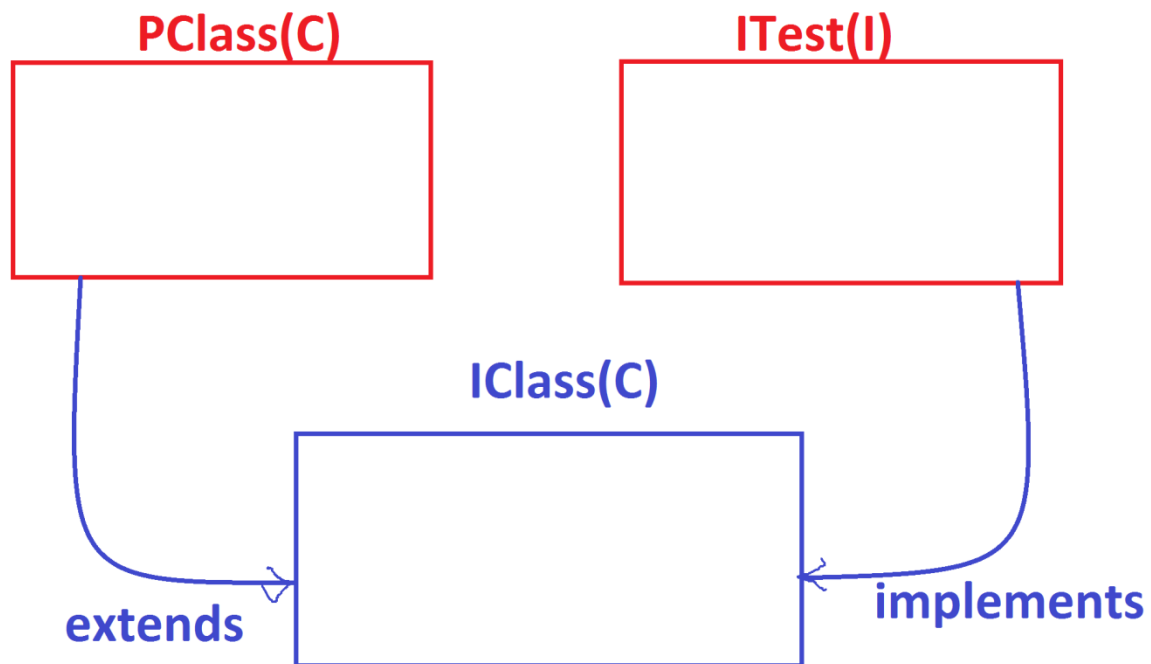 PClass(C)
ITest(I)
IClass(C)
extends
implements